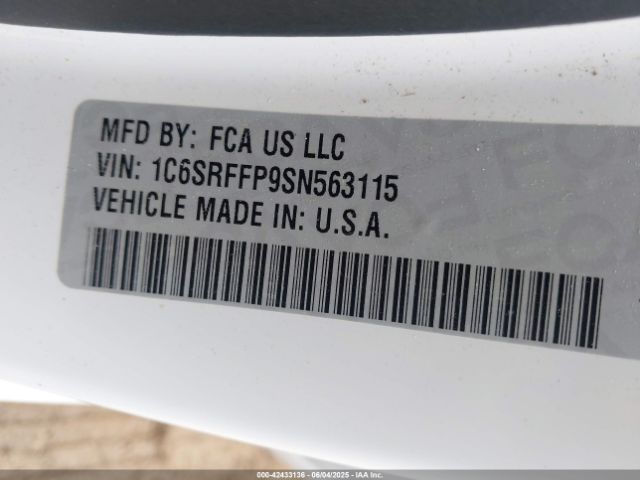 MFD BY: FCA US LLC
VIN: 1C6SRFFP9SN563115
VEHICLE MADE IN: U.S.A.
000-42433136 - 06/04/2025 - IAA Inc.